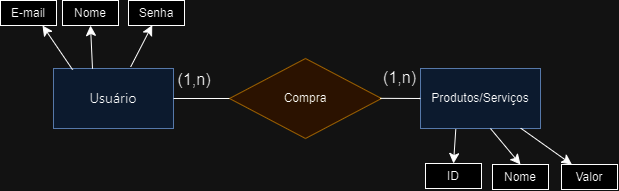 E-mail
Nome
Senha
Usuário
(1,n)
Compra
(1,n)
Produtos/Serviços
ID
Nome
Valor